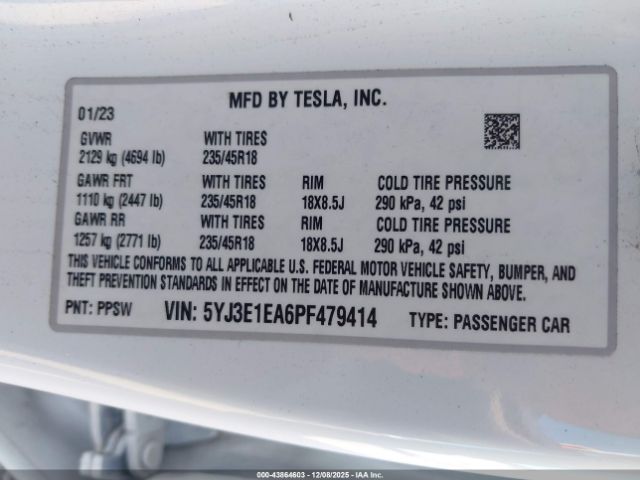 MFD BY TESLA, INC.
01/23
GVWR WITH TIRES
2129 kg (4694 lb) 235/45R18
GAWR FRT WITH TIRES RIM COLD TIRE PRESSURE
1110 kg (2447 lb) 235/45R18 18X8.5J 290 kPa, 42 psi
GAWR RR WITH TIRES RIM COLD TIRE PRESSURE
1257 kg (2771 lb) 235/45R18 18X8.5J 290 kPa, 42 psi
THIS VEHICLE CONFORMS TO ALL APPLICABLE U.S. FEDERAL MOTOR VEHICLE SAFETY, BUMPER, AND
THEFT PREVENTION STANDARDS IN EFFECT ON THE DATE OF MANUFACTURE SHOWN ABOVE.
PNT: PPSW VIN: 5YJ3E1EA6PF479414 TYPE: PASSENGER CAR
000-43864603 - 12/08/2025 - IAAI